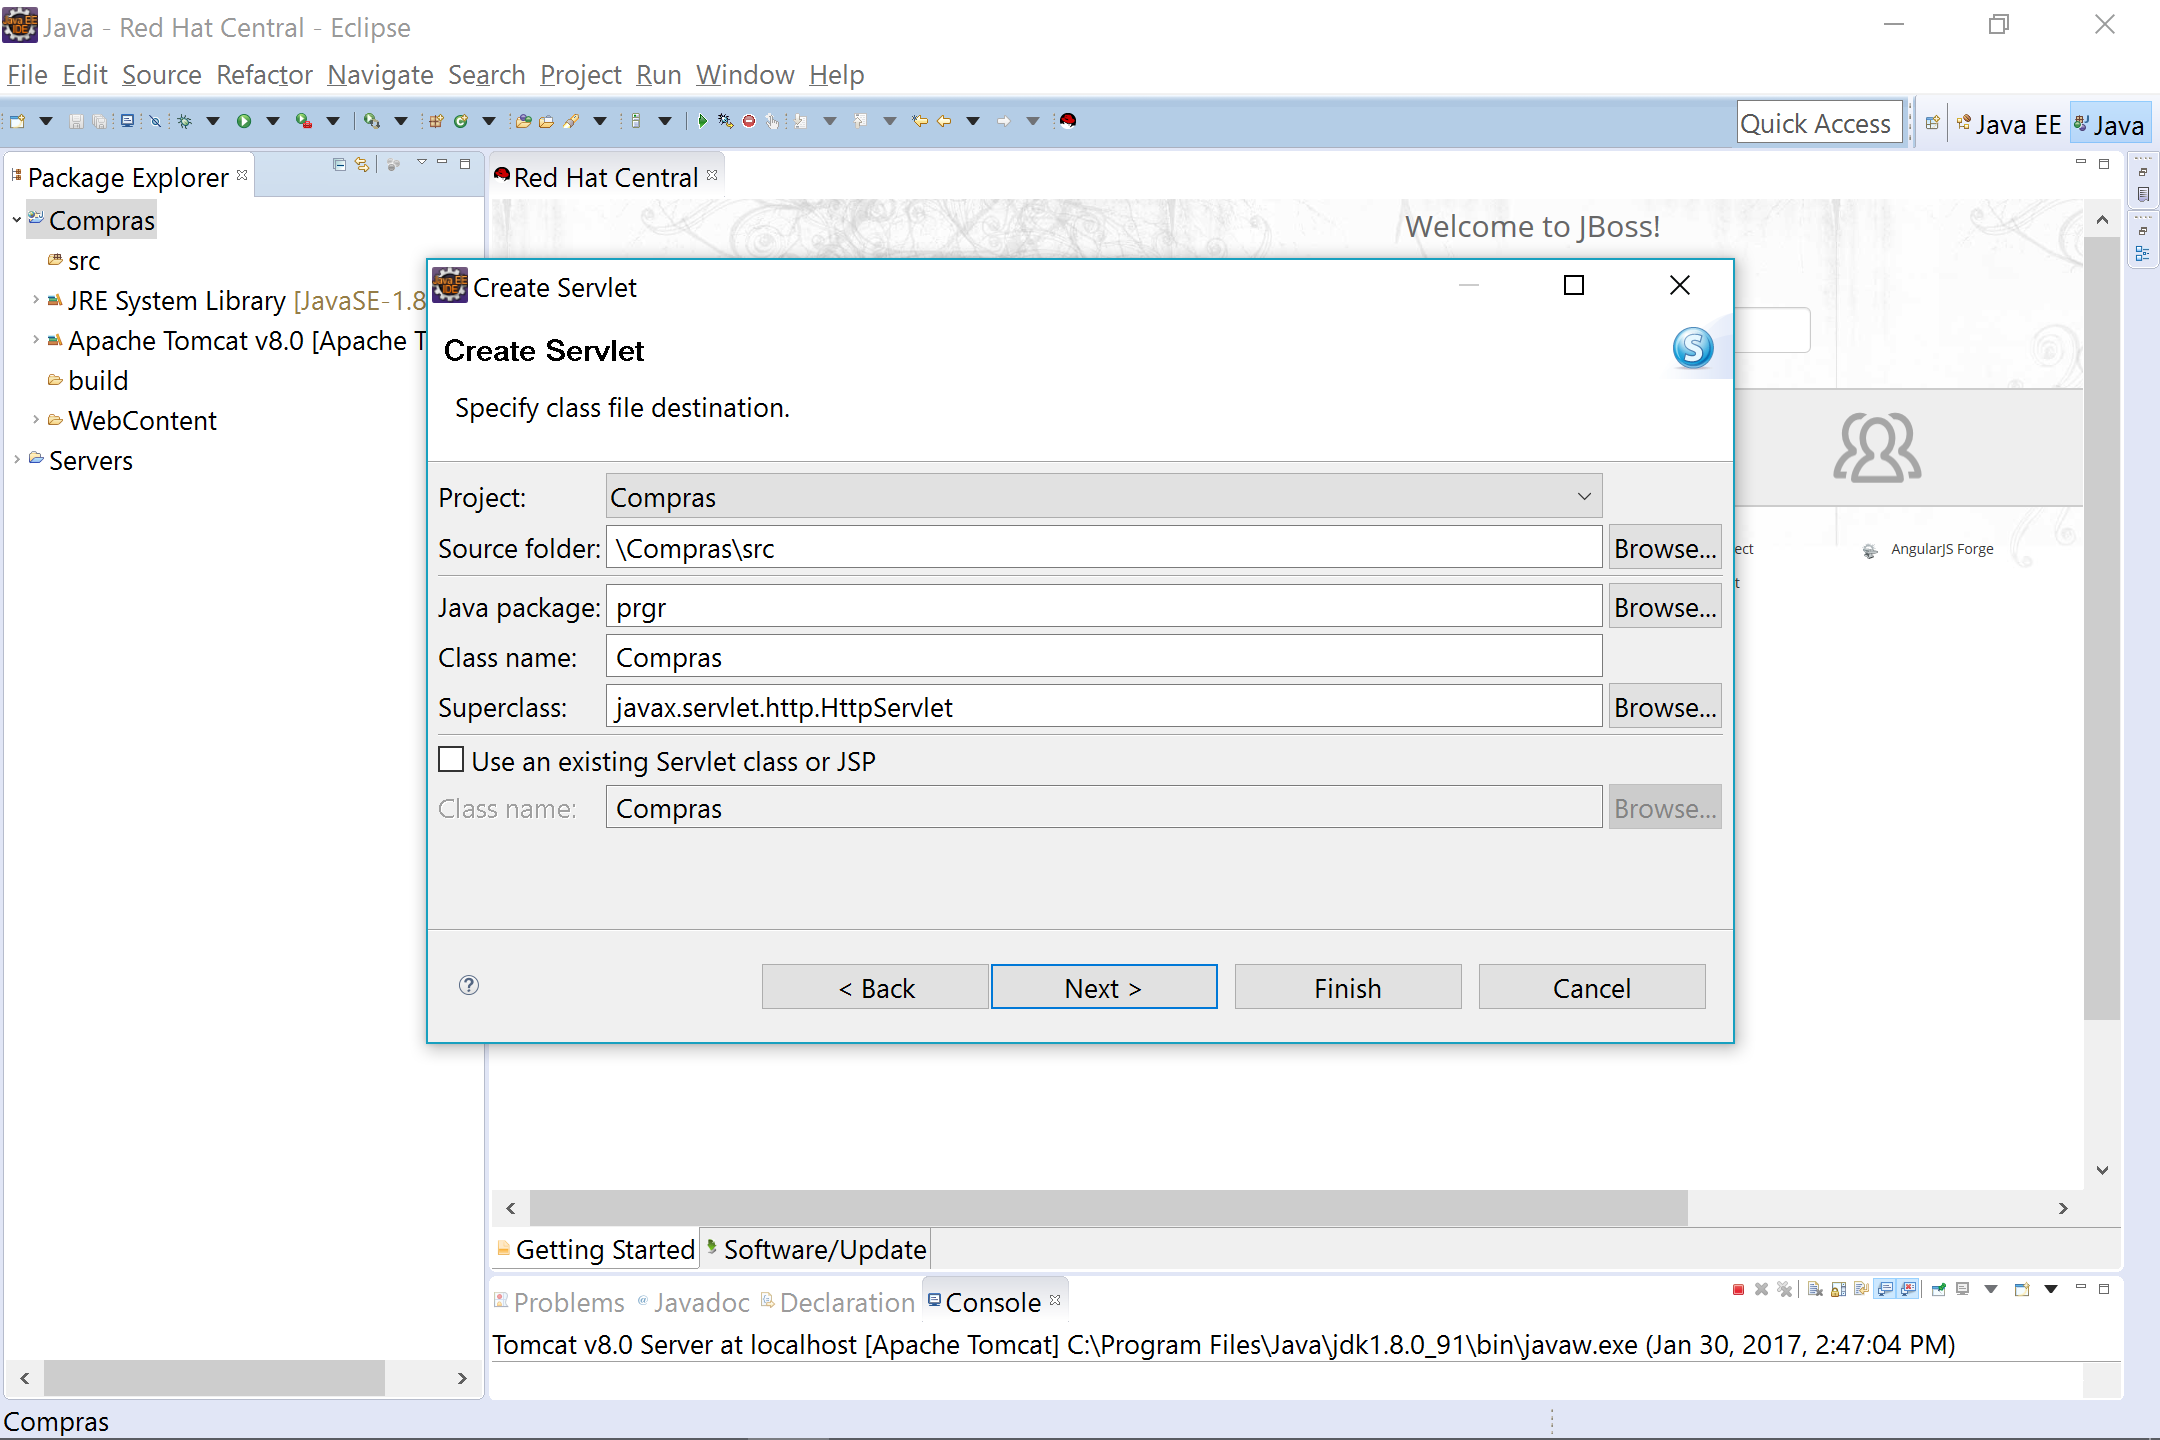 Java - Red Hat Central - Eclipse
File Edit Source Refactor Navigate Search Project Run Window Help
Quick Access
Java EE
Java
Package Explorer
Compras
src
JRE System Library [JavaSE-1.8
Apache Tomcat v8.0 [Apache T
build
WebContent
Servers
Red Hat Central
Welcome to JBoss!
ect
AngularJS Forge
t
Create Servlet
Create Servlet
Specify class file destination.
Project: Compras
Source folder: \Compras\src Browse...
Java package: prgr Browse...
Class name: Compras
Superclass: javax.servlet.http.HttpServlet Browse...
Use an existing Servlet class or JSP
Class name: Compras Browse...
< Back Next > Finish Cancel
Getting Started Software/Update
Problems Javadoc Declaration Console
Tomcat v8.0 Server at localhost [Apache Tomcat] C:\Program Files\Java\jdk1.8.0_91\bin\javaw.exe (Jan 30, 2017, 2:47:04 PM)
Compras